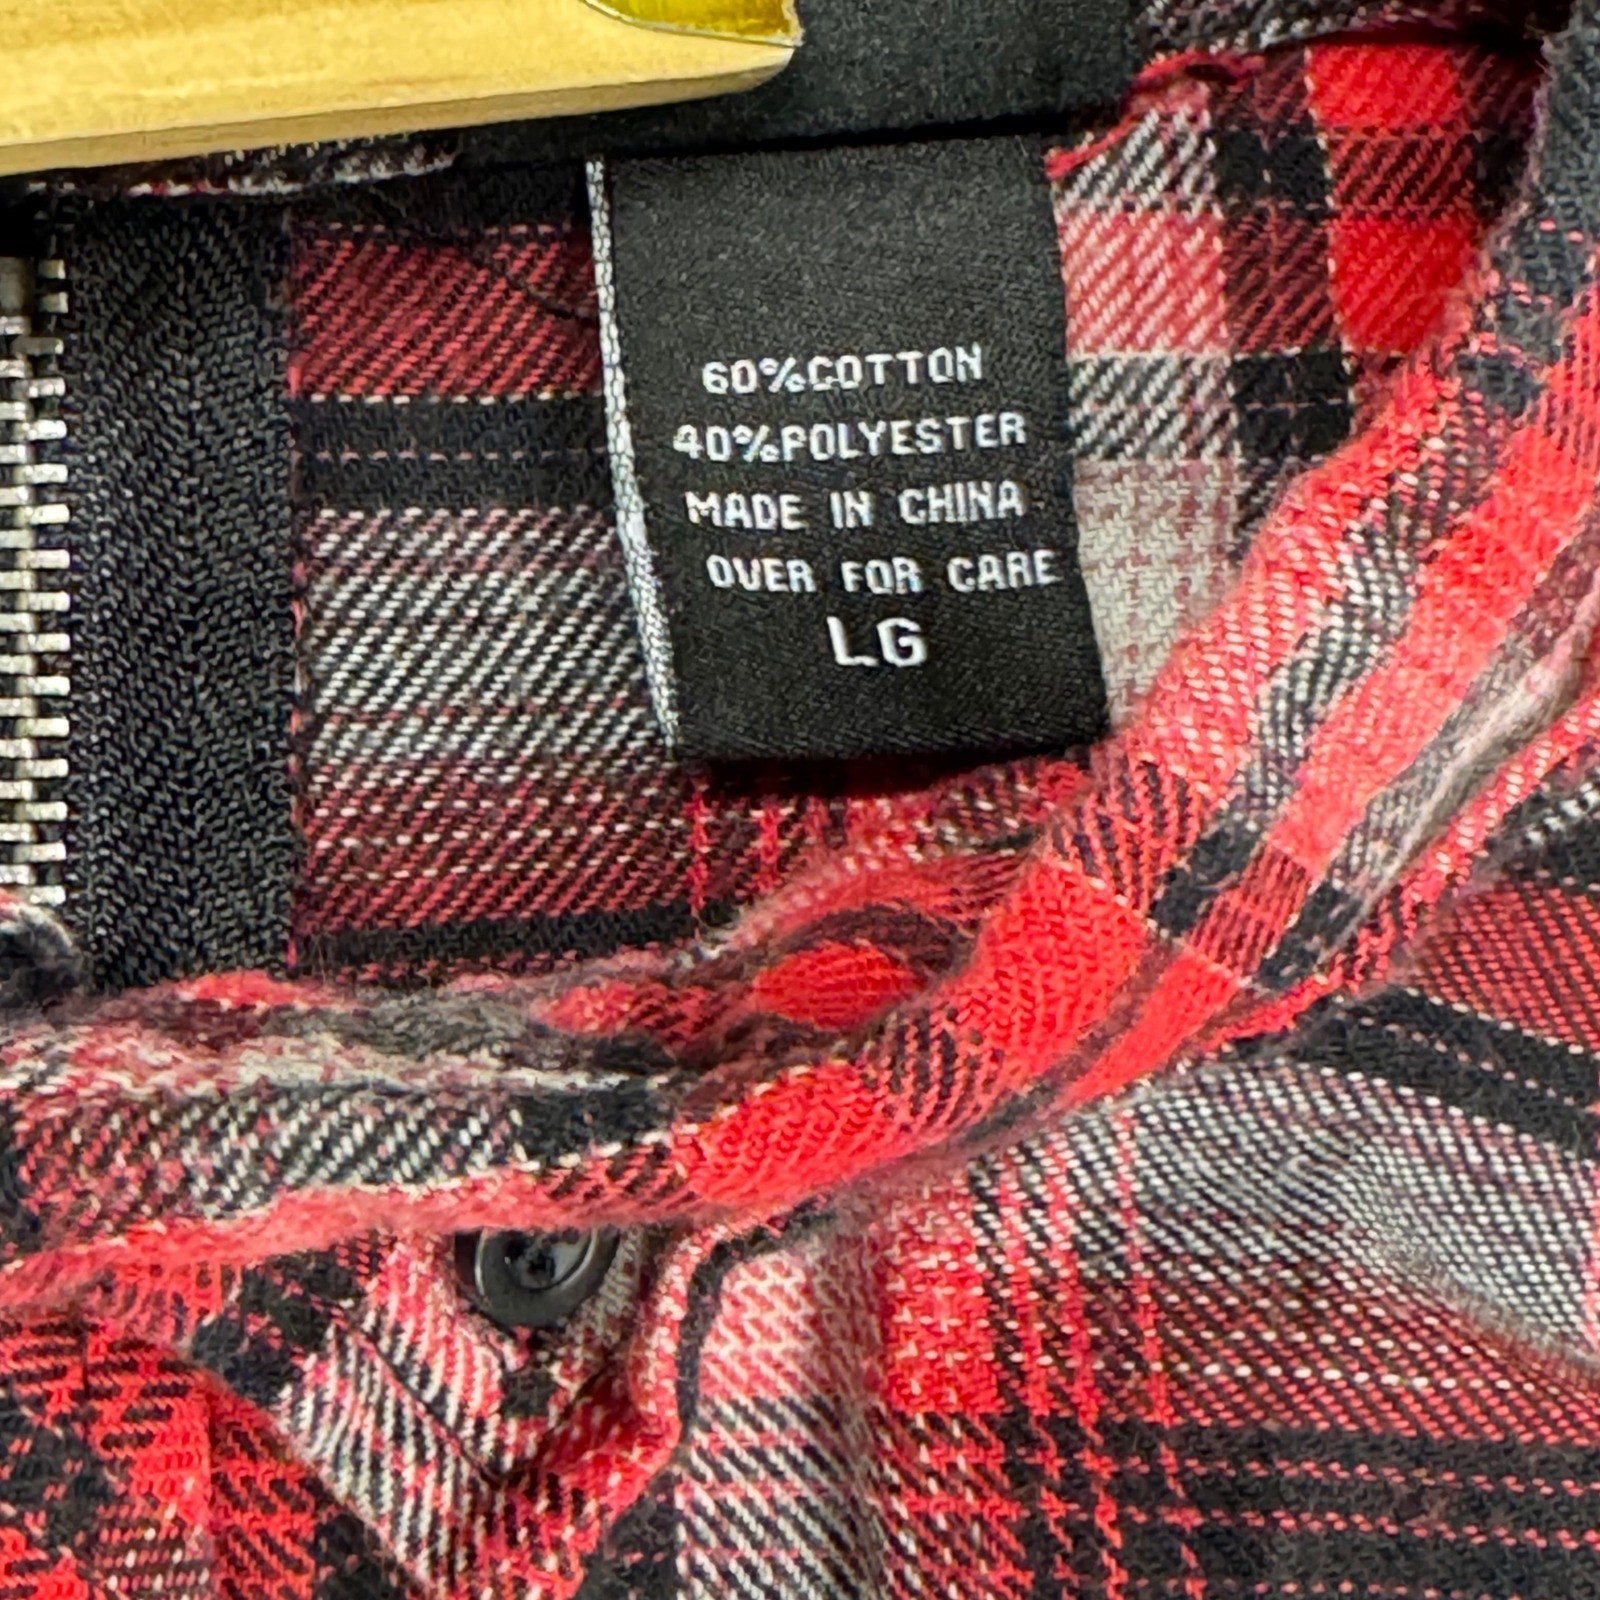 60%COTTON
40%POLYESTER
MADE IN CHINA
OVER FOR CARE
LG